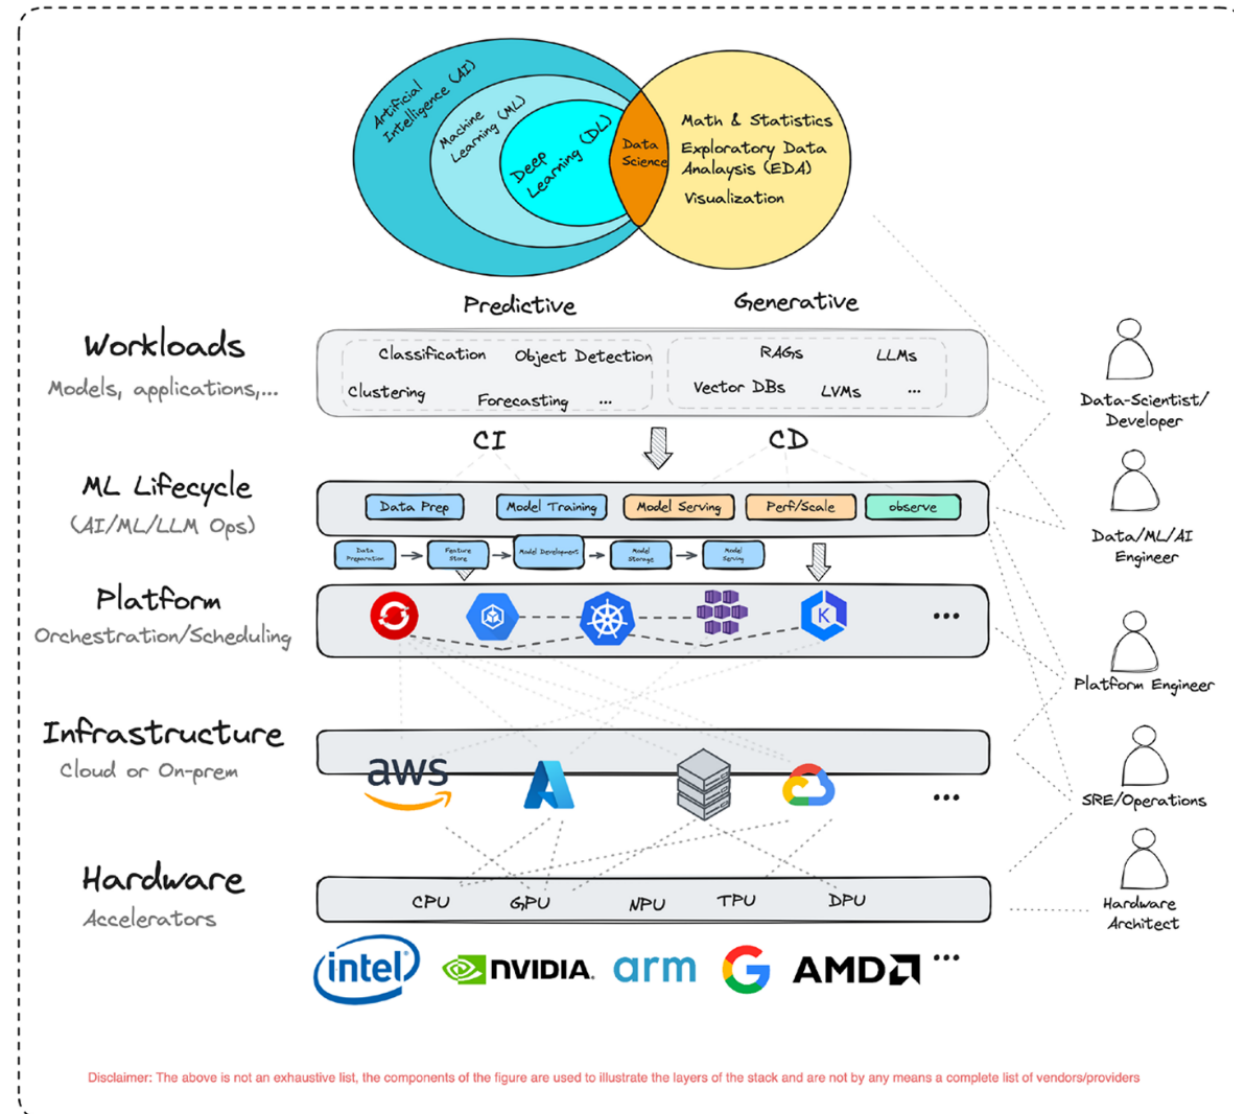 Artificial
Intelligence (AI)
Machine
Learning (ML)
Deep
Learning (DL)
Data
Science
Math & Statistics
Exploratory Data
Analaysis (EDA)
Visualization
Predictive
Generative
Workloads
Models, applications,...
Classification
Object Detection
Clustering
Forecasting
...
RAGs
LLMs
Vector DBs
LVMs
...
Data-Scientist/
Developer
CI
CD
ML Lifecycle
(AI/ML/LLM Ops)
Data Prep
Model Training
Model Serving
Perf/Scale
observe
Data/ML/AI
Engineer
Data
Preparation
Feature
Store
Model Development
Model
Storage
Model
Serving
Platform
Orchestration/Scheduling
K
...
Platform Engineer
Infrastructure
Cloud or On-prem
aws
...
SRE/Operations
Hardware
Accelerators
CPU
GPU
NPU
TPU
DPU
Hardware
Architect
intel
NVIDIA.
arm
G
AMD
...
Disclaimer: The above is not an exhaustive list, the components of the figure are used to illustrate the layers of the stack and are not by any means a complete list of vendors/providers